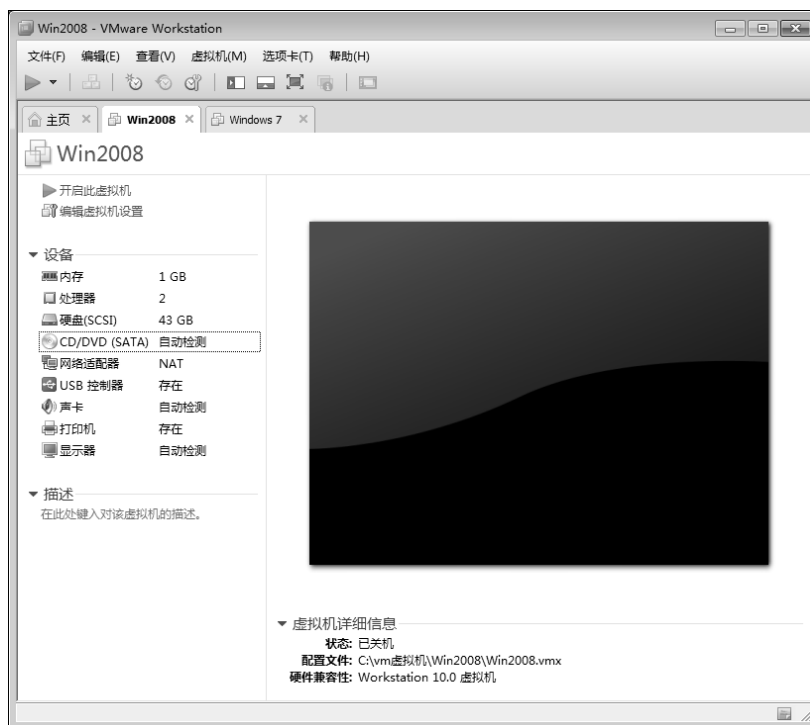 Win2008 - VMware Workstation
文件(F) 编辑(E) 查看(V) 虚拟机(M) 选项卡(T) 帮助(H)
主页 Win2008 Windows 7
Win2008
开启此虚拟机
编辑虚拟机设置
设备
内存 1 GB
处理器 2
硬盘(SCSI) 43 GB
CD/DVD (SATA) 自动检测
网络适配器 NAT
USB 控制器 存在
声卡 自动检测
打印机 存在
显示器 自动检测
描述
在此处键入对该虚拟机的描述。
虚拟机详细信息
状态: 已关机
配置文件: C:\vm虚拟机\Win2008\Win2008.vmx
硬件兼容性: Workstation 10.0 虚拟机